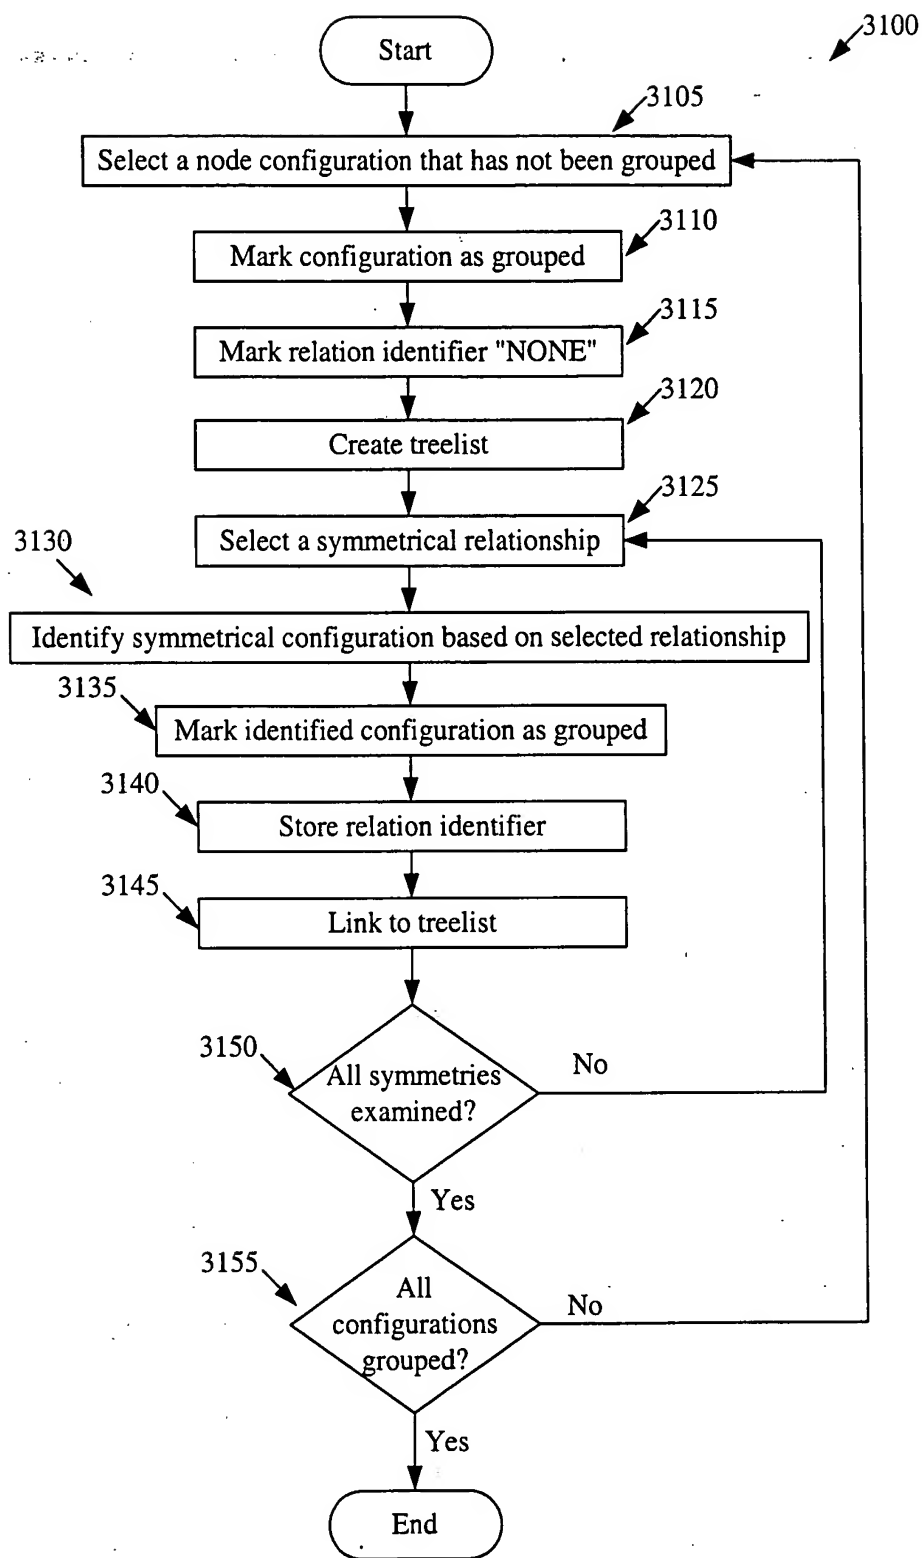 3100
Start
3105
Select a node configuration that has not been grouped
3110
Mark configuration as grouped
3115
Mark relation identifier "NONE"
3120
Create treelist
3125
Select a symmetrical relationship
3130
Identify symmetrical configuration based on selected relationship
3135
Mark identified configuration as grouped
3140
Store relation identifier
3145
Link to treelist
3150
All symmetries
examined?
No
Yes
3155
All
configurations
grouped?
No
Yes
End